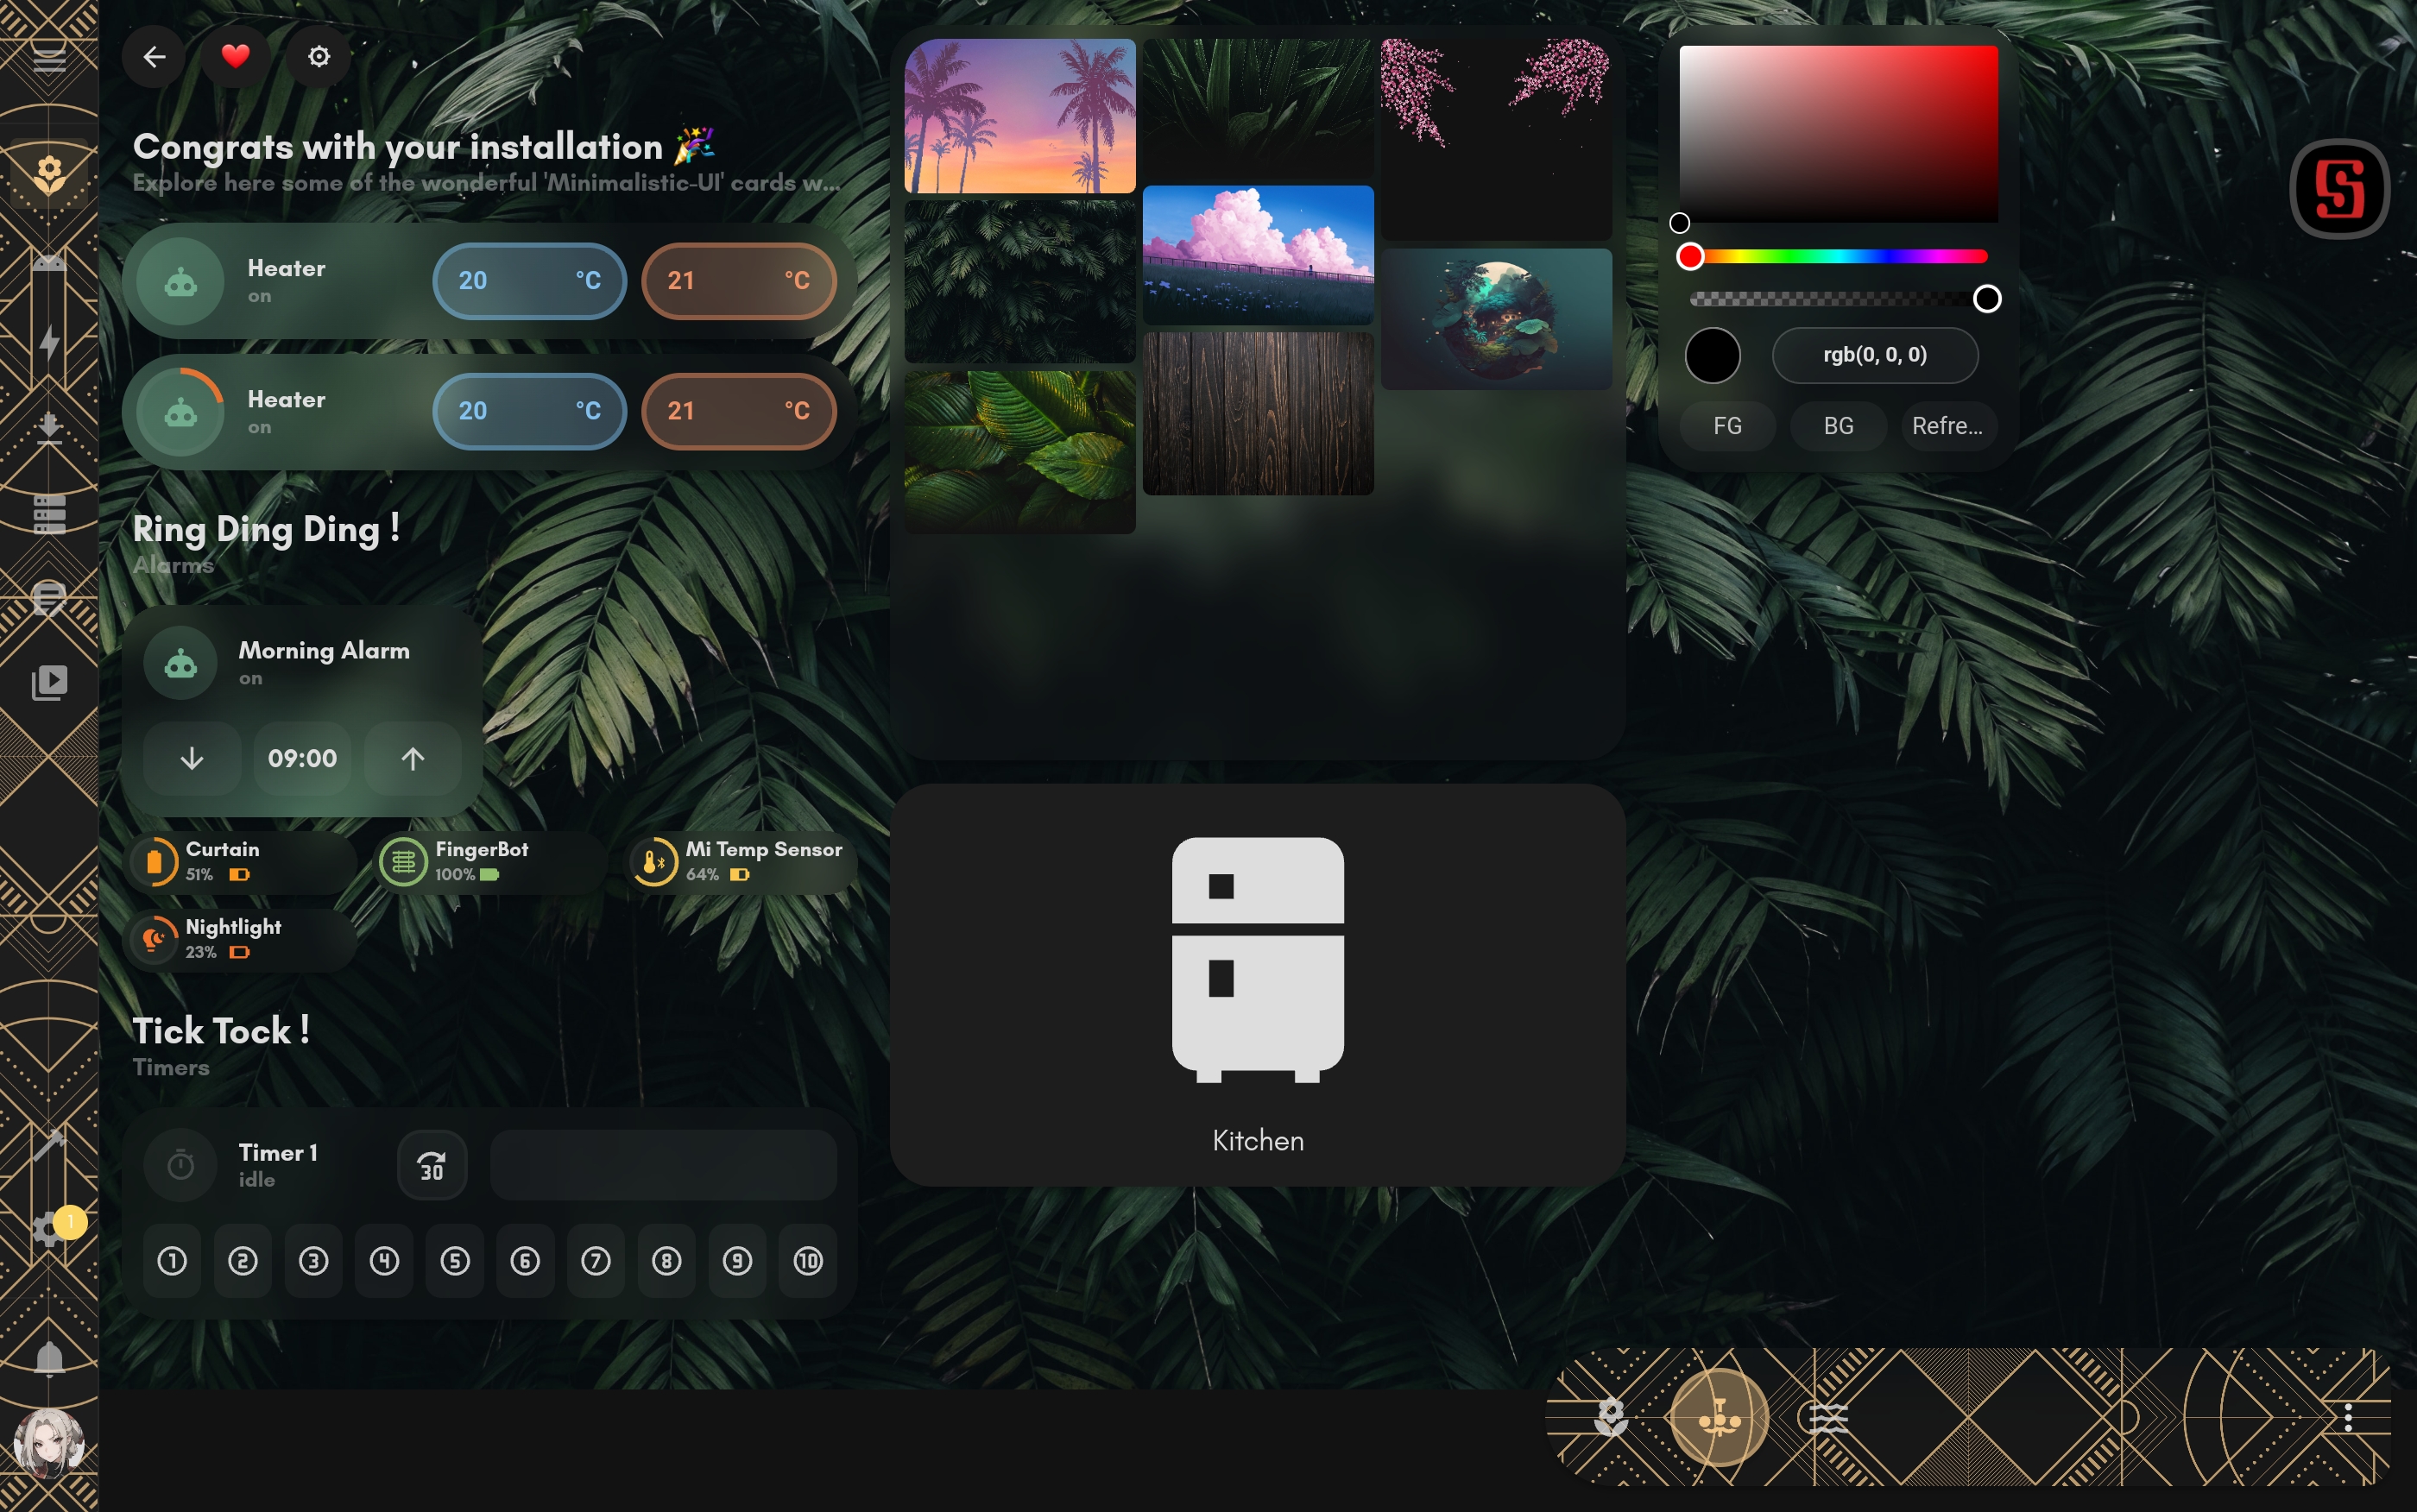 Congrats with your installation 🎉
Explore here some of the wonderful 'Minimalistic-UI' cards w...
Heater
on
20 °C
21 °C
Heater
on
20 °C
21 °C
Ring Ding Ding !
Alarms
Morning Alarm
on
09:00
Curtain
51%
FingerBot
100%
Mi Temp Sensor
64%
Nightlight
23%
Tick Tock !
Timers
Timer 1
idle
30
1 2 3 4 5 6 7 8 9 10
1
Kitchen
rgb(0, 0, 0)
FG BG Refre...
S